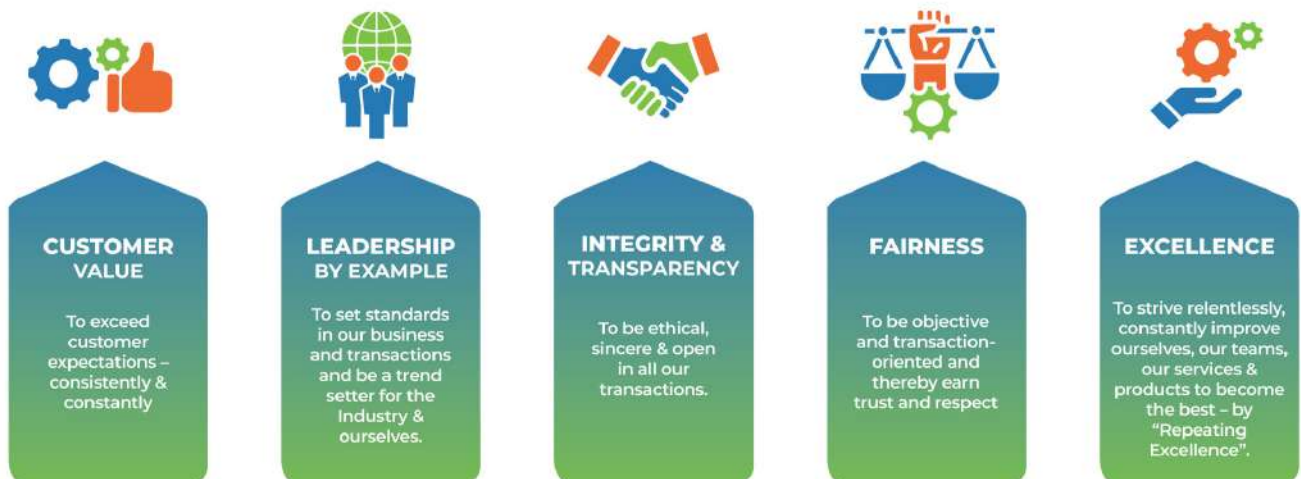 CUSTOMER
VALUE
To exceed
customer
expectations –
consistently &
constantly
LEADERSHIP
BY EXAMPLE
To set standards
in our business
and transactions
and be a trend
setter for the
Industry &
ourselves.
INTEGRITY &
TRANSPARENCY
To be ethical,
sincere & open
in all our
transactions.
FAIRNESS
To be objective
and transaction-
oriented and
thereby earn
trust and respect
EXCELLENCE
To strive relentlessly,
constantly improve
ourselves, our teams,
our services &
products to become
the best – by
“Repeating
Excellence”.